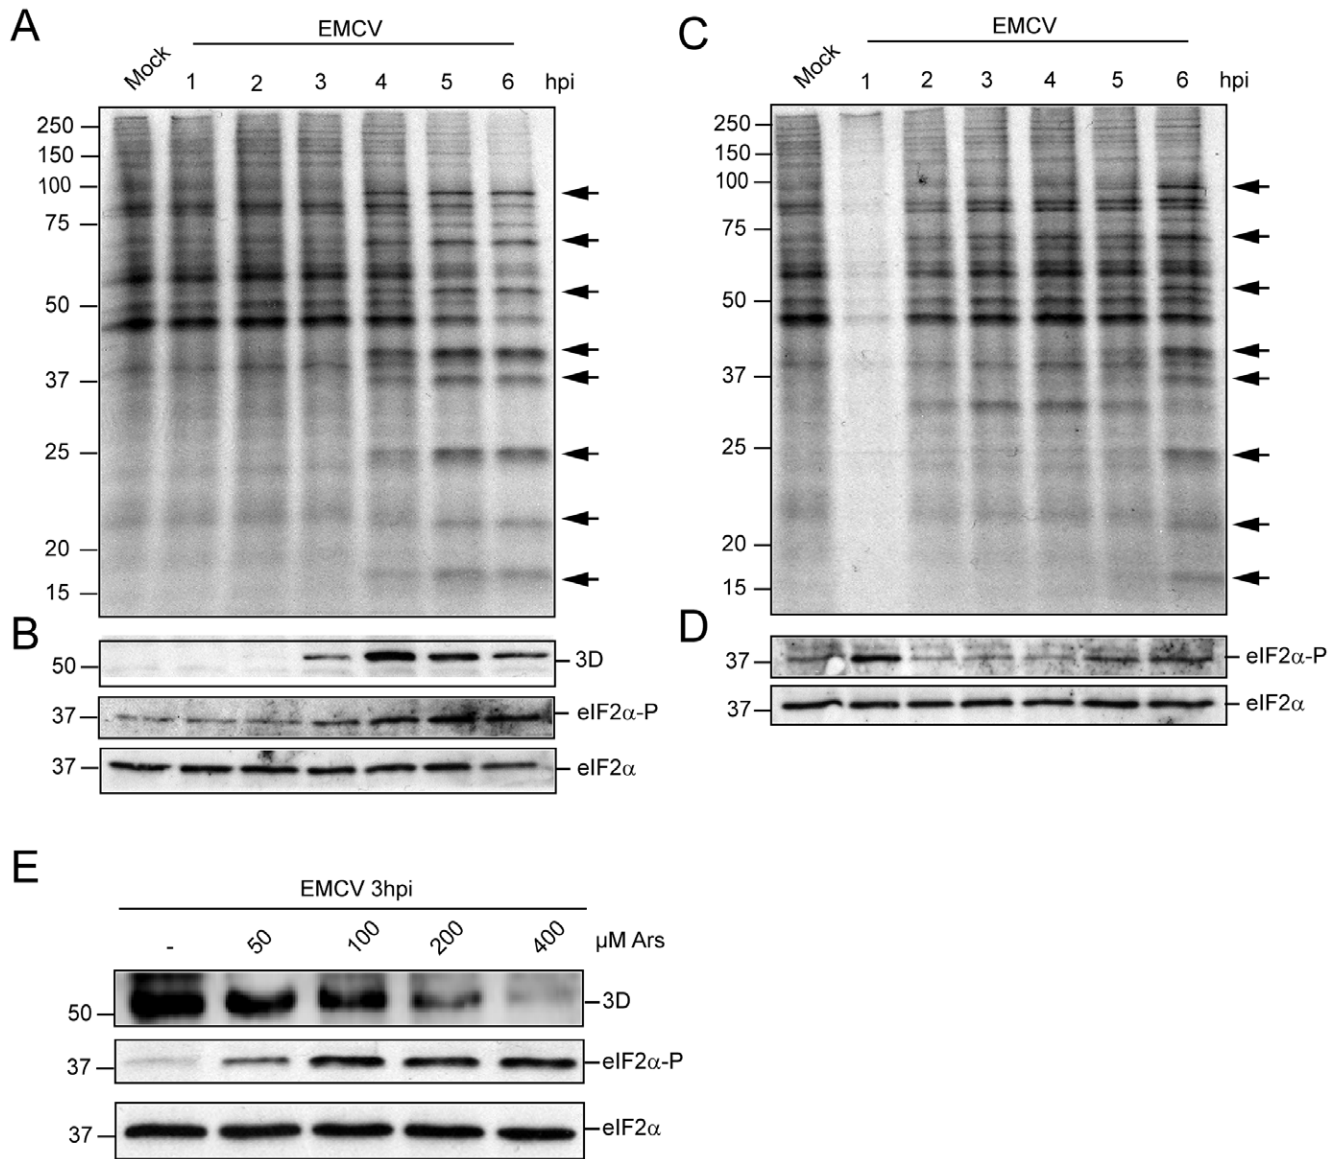 A
EMCV
Mock 1 2 3 4 5 6 hpi
250
150
100
75
50
37
25
20
15
B
50 3D
37 eIF2α-P
37 eIF2α
C
EMCV
Mock 1 2 3 4 5 6 hpi
250
150
100
75
50
37
25
20
15
D
37 eIF2α-P
37 eIF2α
E
EMCV 3hpi
- 50 100 200 400 µM Ars
50 3D
37 eIF2α-P
37 eIF2α